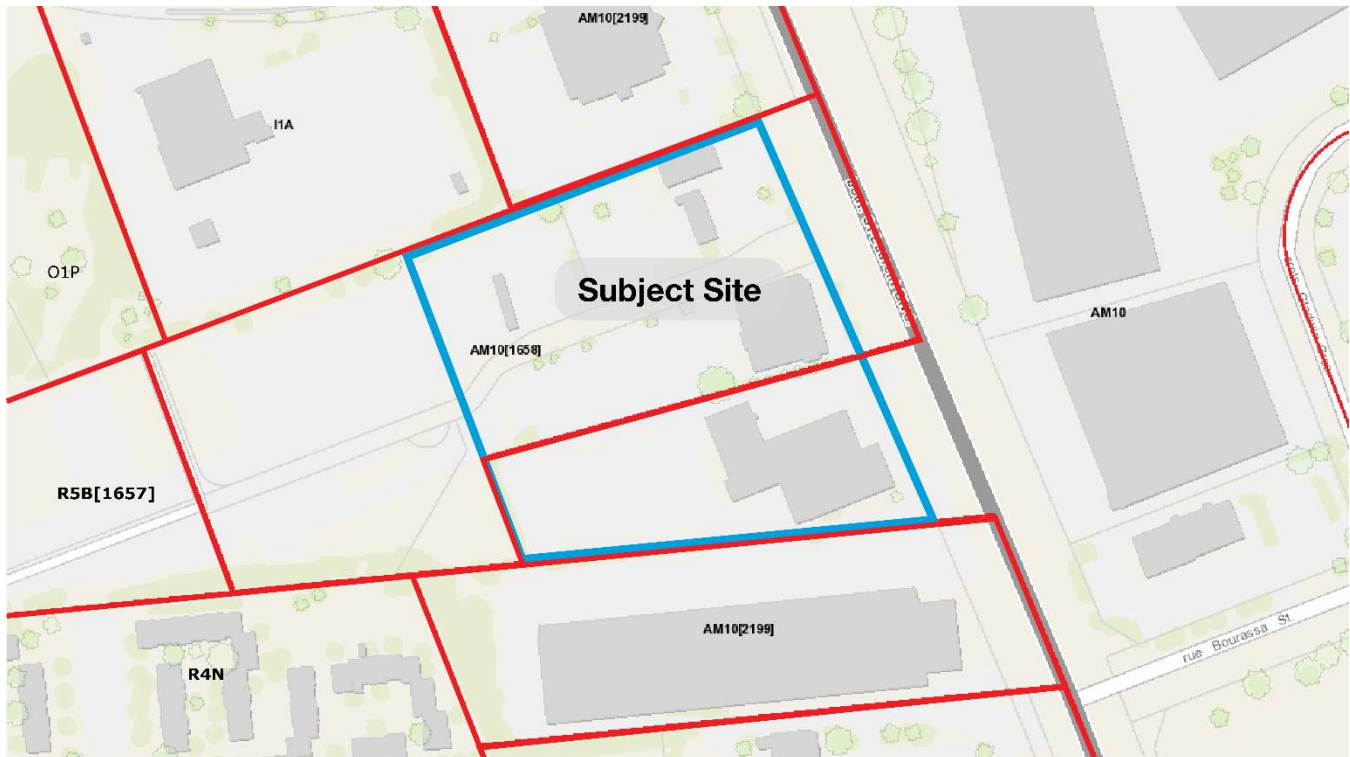 AM10[2199]
I1A
O1P
Subject Site
AM10[1658]
AM10
R5B[1657]
AM10[2199]
R4N
rue Bourassa St.